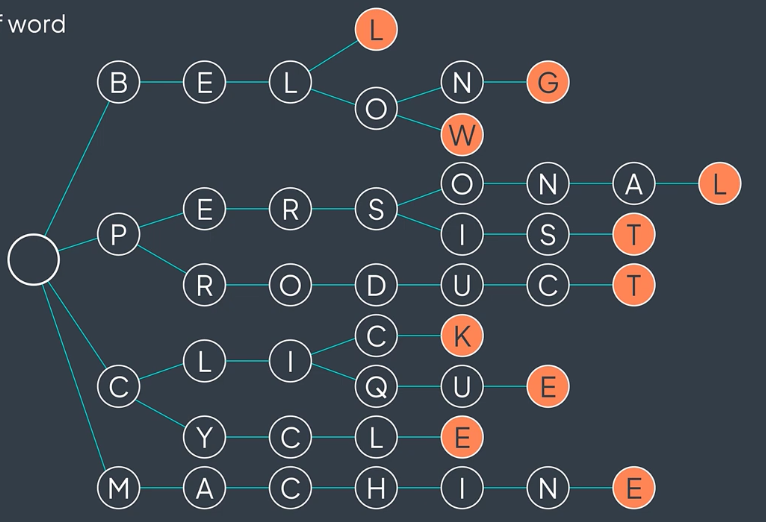 f word
L
B E L N G
O
W
O N A L
E R S
P I S T
R O D U C T
C K
L I
C Q U E
Y C L E
M A C H I N E